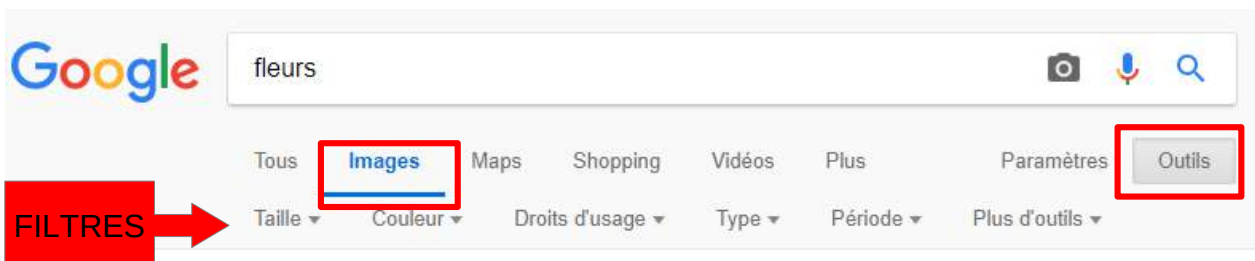 Google fleurs
Tous Images Maps Shopping Vidéos Plus Paramètres Outils
FILTRES Taille Couleur Droits d'usage Type Période Plus d'outils